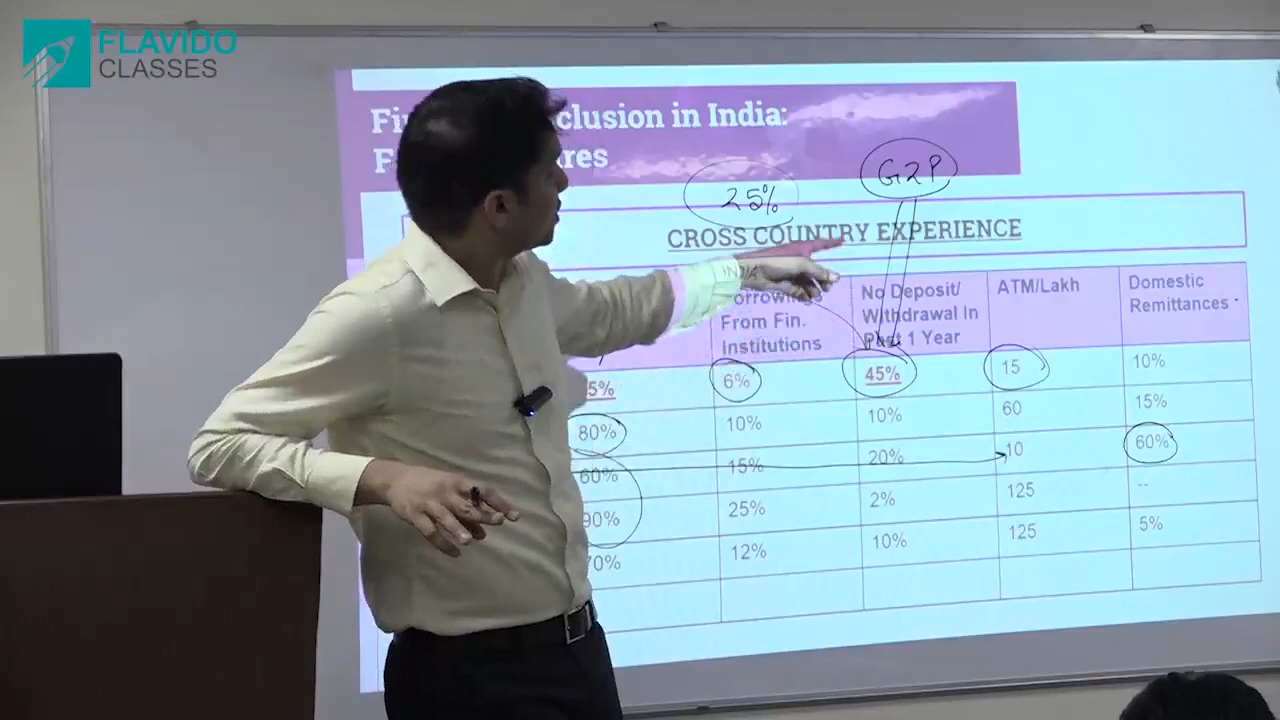 FLAVIDO
CLASSES
clusion in India:
25%
G2P
CROSS COUNTRY EXPERIENCE
INDIA
From Fin.
Institutions
No Deposit/
Withdrawal In
Past 1 Year
ATM/Lakh
Domestic
Remittances
5% 6% 45% 15 10%
80% 10% 10% 60 15%
60% 15% 20% 10 60%
90% 25% 2% 125 --
70% 12% 10% 125 5%